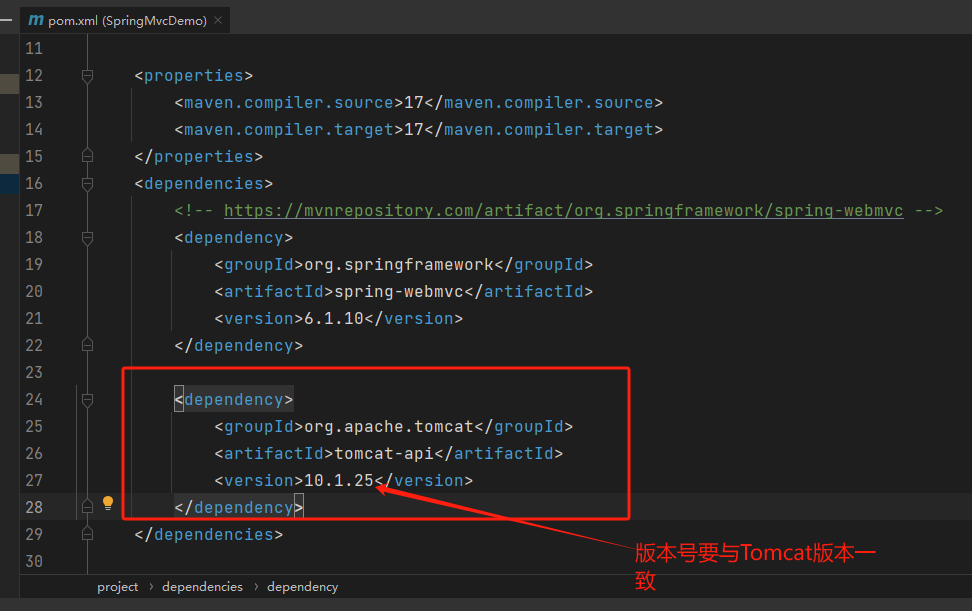 pom.xml (SpringMvcDemo)
11
12 <properties>
13 <maven.compiler.source>17</maven.compiler.source>
14 <maven.compiler.target>17</maven.compiler.target>
15 </properties>
16 <dependencies>
17 <!-- https://mvnrepository.com/artifact/org.springframework/spring-webmvc -->
18 <dependency>
19 <groupId>org.springframework</groupId>
20 <artifactId>spring-webmvc</artifactId>
21 <version>6.1.10</version>
22 </dependency>
23
24 <dependency>
25 <groupId>org.apache.tomcat</groupId>
26 <artifactId>tomcat-api</artifactId>
27 <version>10.1.25</version>
28 </dependency>
29 </dependencies>
30
版本号要与Tomcat版本一
致
project › dependencies › dependency